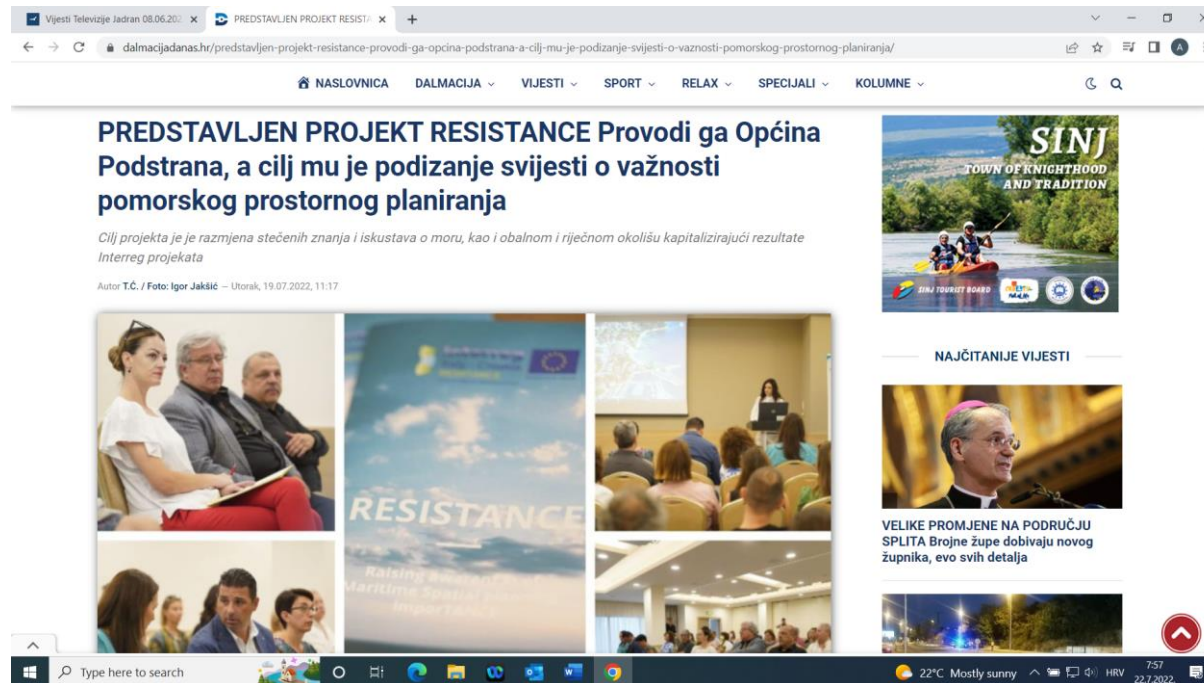 Vijesti Televizije Jadran 08.06.202
PREDSTAVLJEN PROJEKT RESISTA
dalmacijadanas.hr/predstavljen-projekt-resistance-provodi-ga-opcina-podstrana-a-cilj-mu-je-podizanje-svijesti-o-vaznosti-pomorskog-prostornog-planiranja/
A
NASLOVNICA DALMACIJA VIJESTI SPORT RELAX SPECIJALI KOLUMNE
PREDSTAVLJEN PROJEKT RESISTANCE Provodi ga Općina
Podstrana, a cilj mu je podizanje svijesti o važnosti
pomorskog prostornog planiranja
Cilj projekta je je razmjena stečenih znanja i iskustava o moru, kao i obalnom i riječnom okolišu kapitalizirajući rezultate
Interreg projekata
Autor T.Ć. / Foto: Igor Jakšić — Utorak, 19.07.2022, 11:17
RESISTANCE
Raising awareness of
Maritime Spatial planning
imporTANCE
SINJ
TOWN OF KNIGHTHOOD
AND TRADITION
SINJ TOURIST BOARD
NAJČITANIJE VIJESTI
VELIKE PROMJENE NA PODRUČJU
SPLITA Brojne župe dobivaju novog
župnika, evo svih detalja
Type here to search
22°C Mostly sunny
HRV
7:57
22.7.2022.